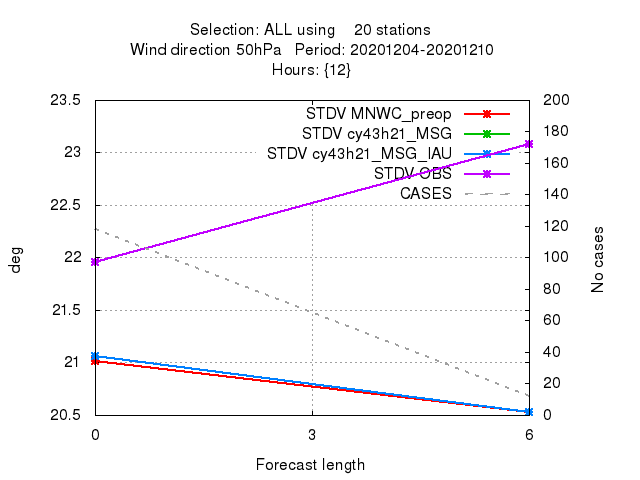 Selection: ALL using    20 stations
Wind direction 50hPa   Period: 20201204-20201210
Hours: {12}
STDV MNWC_preop
STDV cy43h21_MSG
STDV cy43h21_MSG_IAU
STDV OBS
CASES
23.5
23
22.5
22
21.5
21
20.5
200
180
160
140
120
100
80
60
40
20
0
deg
No cases
0
3
6
Forecast length